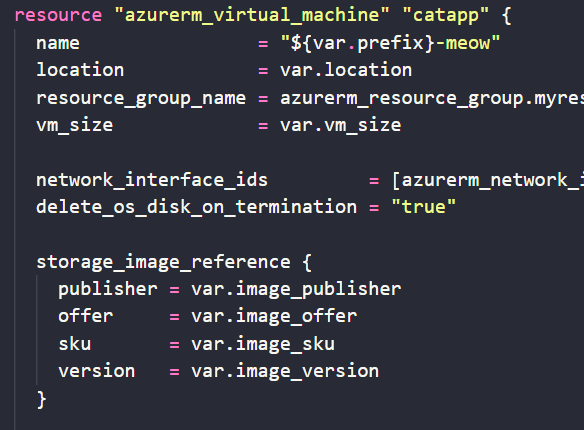 resource "azurerm_virtual_machine" "catapp" {
  name                = "${var.prefix}-meow"
  location            = var.location
  resource_group_name = azurerm_resource_group.myres
  vm_size             = var.vm_size

  network_interface_ids         = [azurerm_network_i
  delete_os_disk_on_termination = "true"

  storage_image_reference {
    publisher = var.image_publisher
    offer     = var.image_offer
    sku       = var.image_sku
    version   = var.image_version
  }